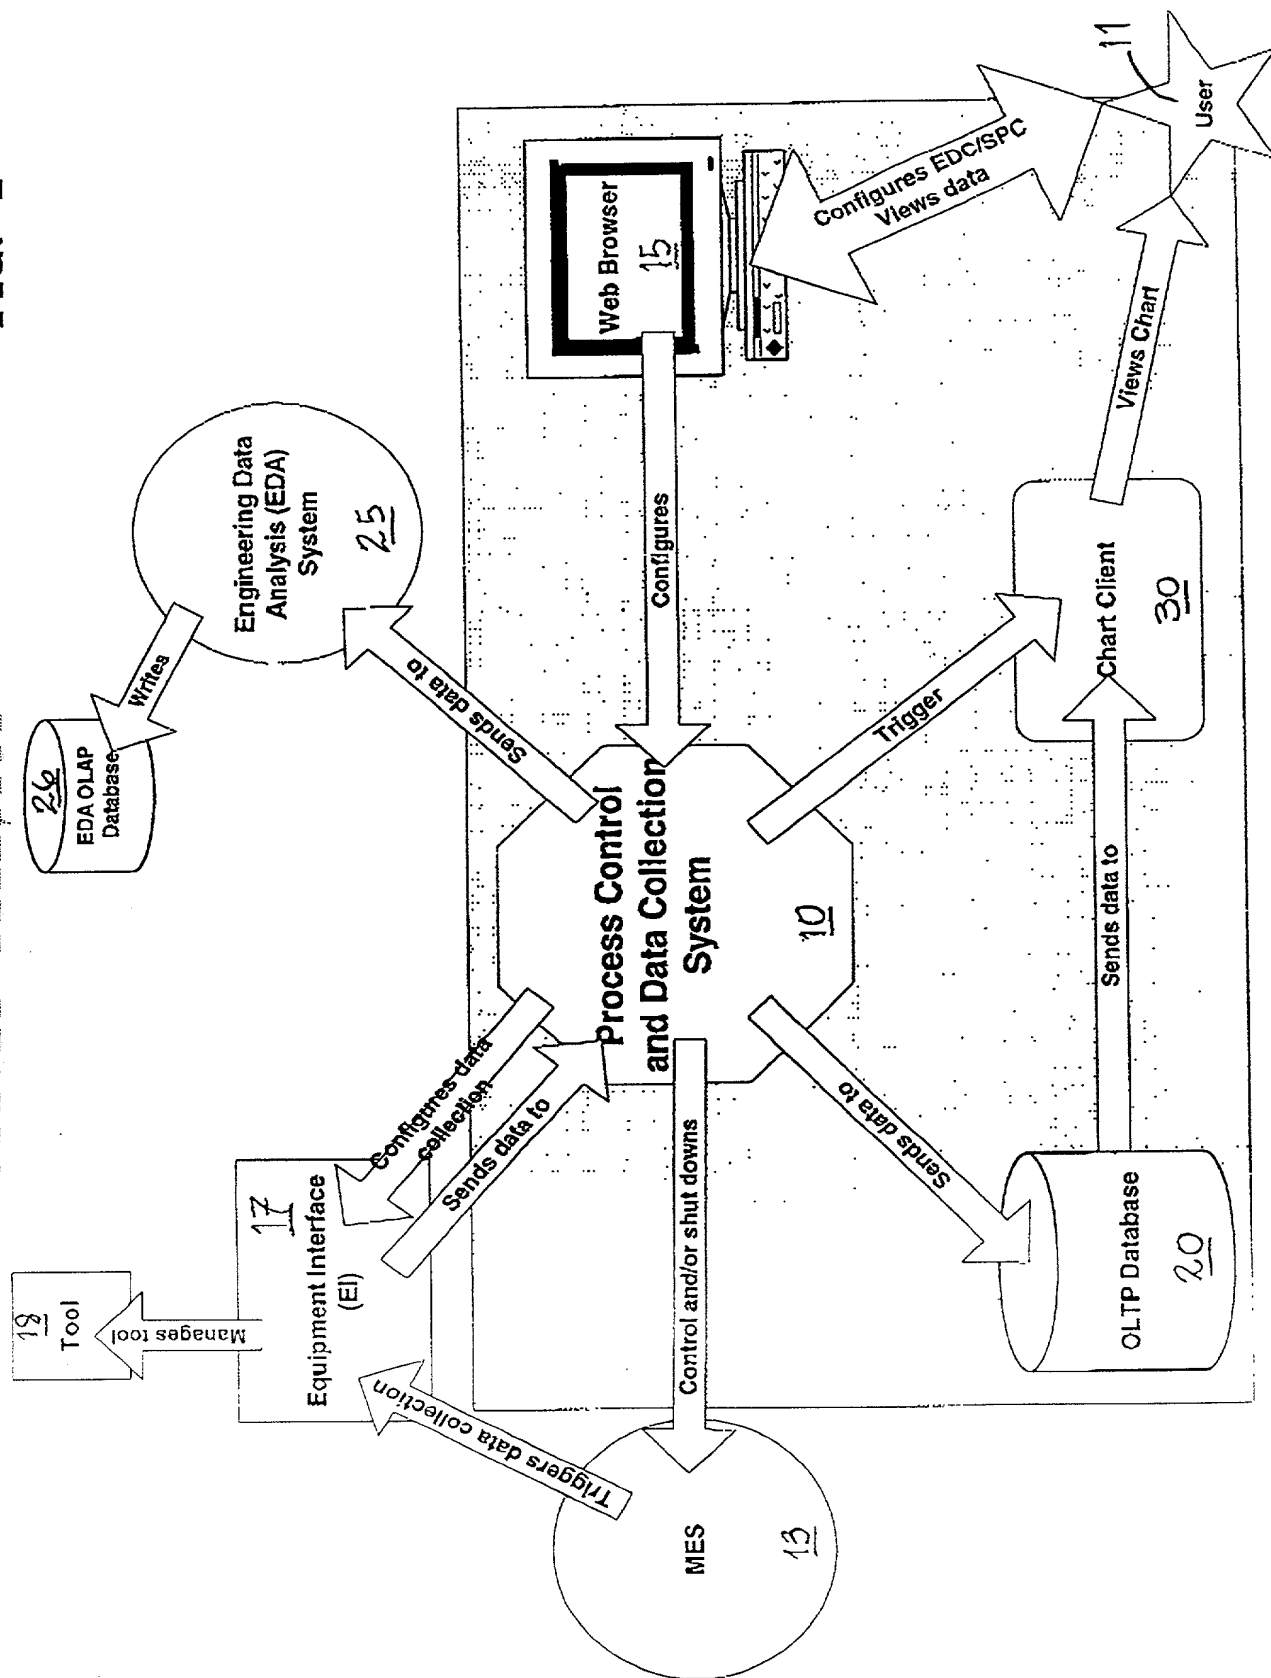 18
Tool
Manages tool
17
Equipment Interface
(EI)
Triggers data collection
MES
13
Configures data
collection
Sends data to
Control and/or shut downs
26
EDA OLAP
Database
Writes
Engineering Data
Analysis (EDA)
System
25
Sends data to
Process Control
and Data Collection
System
10
Configures
Web Browser
15
Configures EDC/SPC
Views data
Trigger
Sends data to
OLTP Database
20
Sends data to
Chart Client
30
Views Chart
11
User